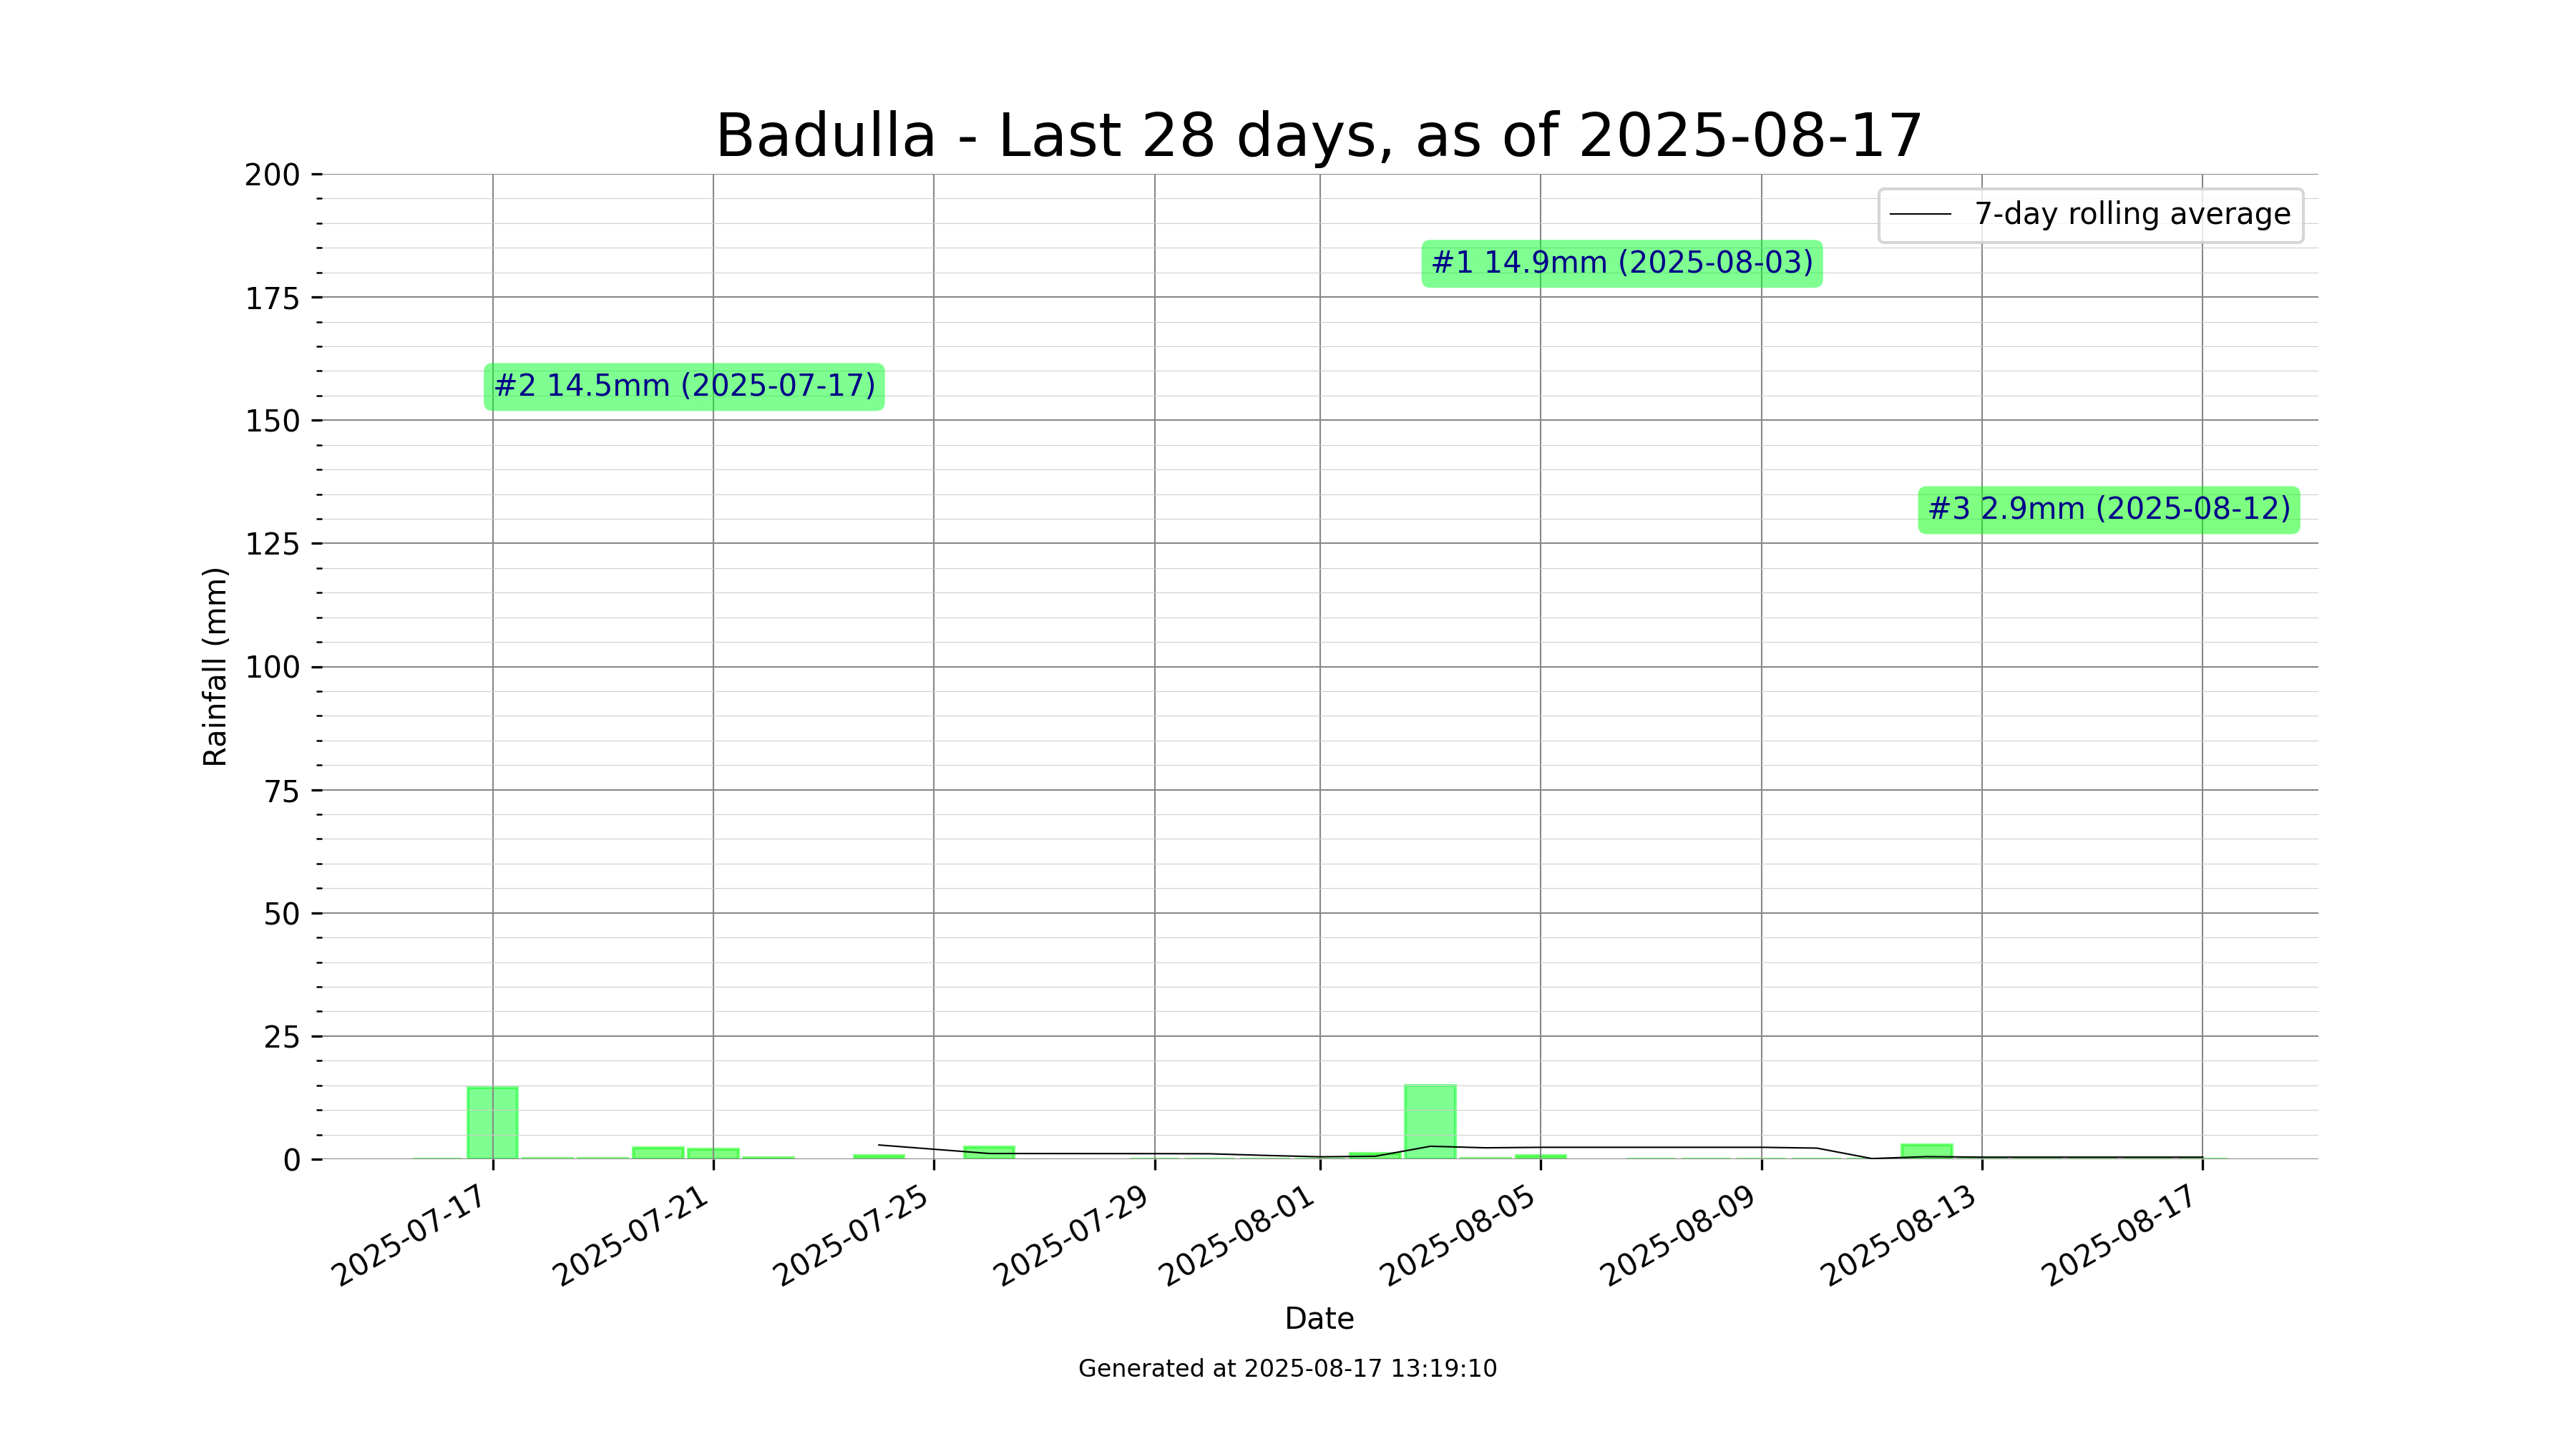 Badulla - Last 28 days, as of 2025-08-17
200
175
150
125
100
75
50
25
0
Rainfall (mm)
7-day rolling average
#1 14.9mm (2025-08-03)
#2 14.5mm (2025-07-17)
#3 2.9mm (2025-08-12)
2025-07-17
2025-07-21
2025-07-25
2025-07-29
2025-08-01
2025-08-05
2025-08-09
2025-08-13
2025-08-17
Date
Generated at 2025-08-17 13:19:10